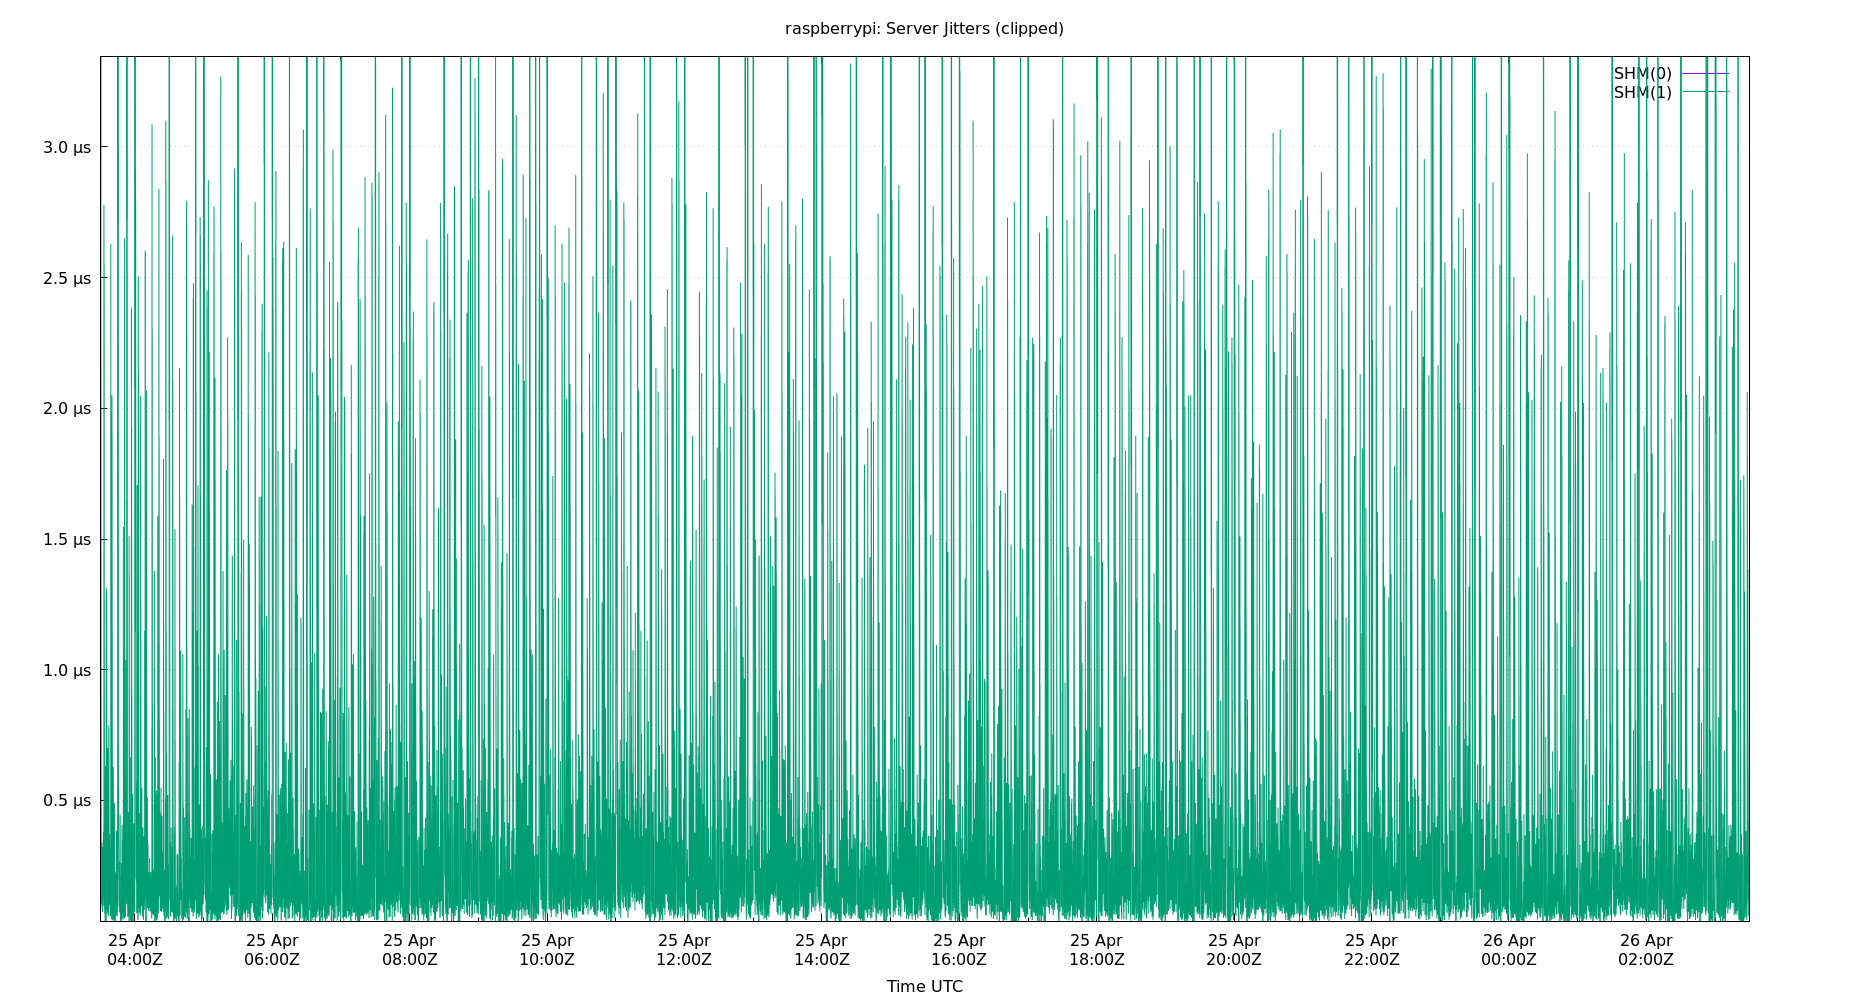 raspberrypi: Server Jitters (clipped)
SHM(0)
SHM(1)
3.0 µs
2.5 µs
2.0 µs
1.5 µs
1.0 µs
0.5 µs
25 Apr 25 Apr 25 Apr 25 Apr 25 Apr 25 Apr 25 Apr 25 Apr 25 Apr 25 Apr 26 Apr 26 Apr
04:00Z 06:00Z 08:00Z 10:00Z 12:00Z 14:00Z 16:00Z 18:00Z 20:00Z 22:00Z 00:00Z 02:00Z
Time UTC